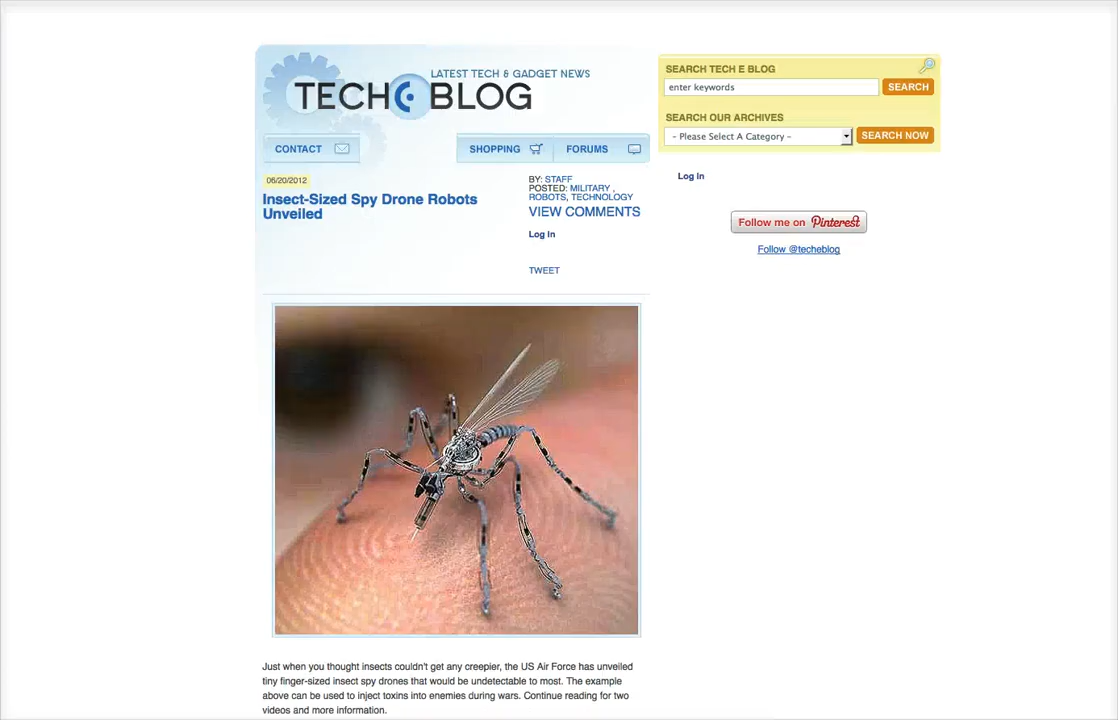 LATEST TECH & GADGET NEWS
TECH BLOG
CONTACT
SHOPPING
FORUMS
SEARCH TECH E BLOG
enter keywords
SEARCH
SEARCH OUR ARCHIVES
- Please Select A Category -
SEARCH NOW
Log In
Follow me on Pinterest
Follow @techeblog
06/20/2012
Insect-Sized Spy Drone Robots
Unveiled
BY: STAFF
POSTED: MILITARY ,
ROBOTS, TECHNOLOGY
VIEW COMMENTS
Log In
TWEET
Just when you thought insects couldn't get any creepier, the US Air Force has unveiled
tiny finger-sized insect spy drones that would be undetectable to most. The example
above can be used to inject toxins into enemies during wars. Continue reading for two
videos and more information.